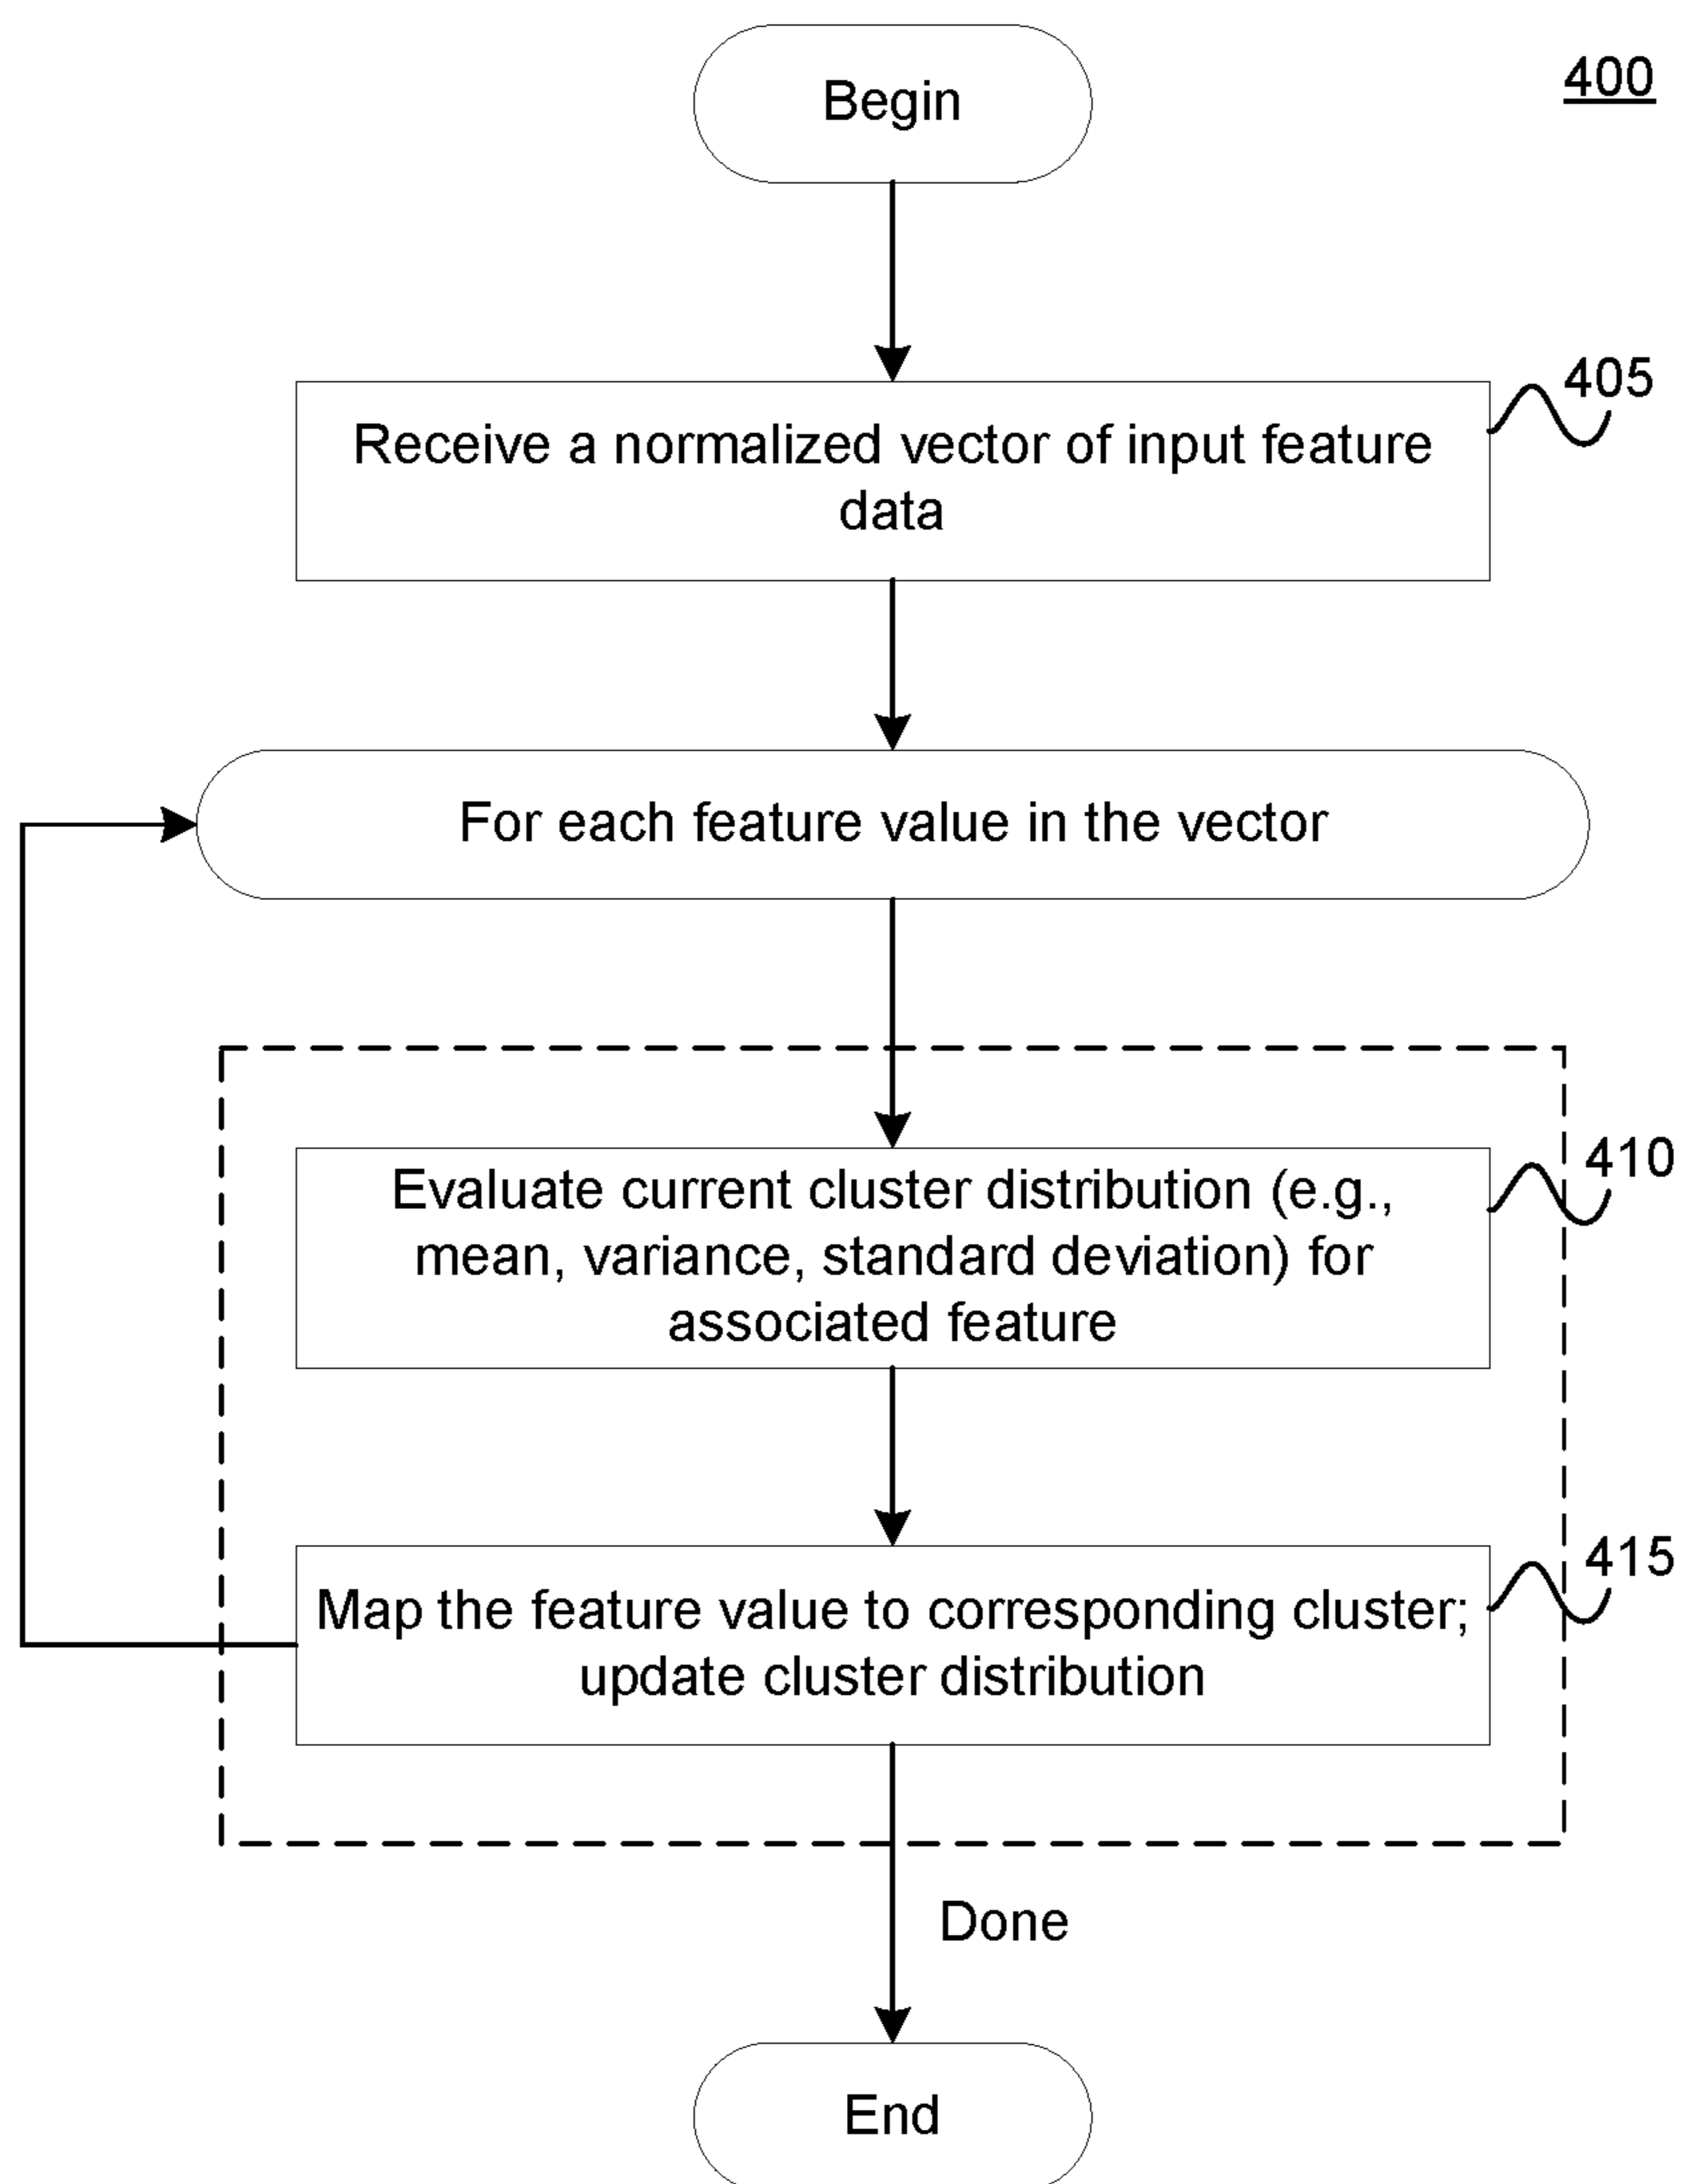 Begin
400
405
Receive a normalized vector of input feature
data
For each feature value in the vector
410
Evaluate current cluster distribution (e.g.,
mean, variance, standard deviation) for
associated feature
415
Map the feature value to corresponding cluster;
update cluster distribution
Done
End